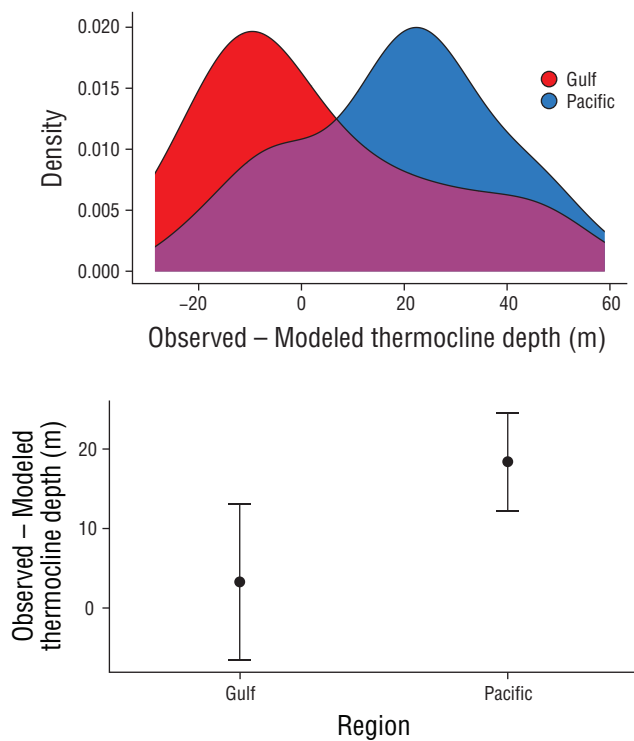 0.020
0.015
0.010
0.005
0.000
Density
Gulf
Pacific
−20
0
20
40
60
Observed – Modeled thermocline depth (m)
Observed – Modeled
thermocline depth (m)
20
10
0
Gulf
Pacific
Region